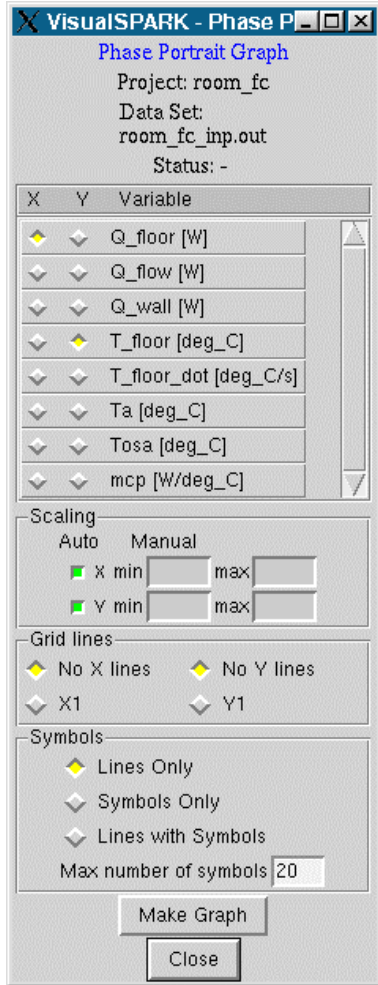 VisualSPARK - Phase P
Phase Portrait Graph
Project: room_fc
Data Set:
room_fc_inp.out
Status: -
X Y Variable
Q_floor [W]
Q_flow [W]
Q_wall [W]
T_floor [deg_C]
T_floor_dot [deg_C/s]
Ta [deg_C]
Tosa [deg_C]
mcp [W/deg_C]
Scaling
Auto Manual
X min max
Y min max
Grid lines
No X lines No Y lines
X1 Y1
Symbols
Lines Only
Symbols Only
Lines with Symbols
Max number of symbols 20
Make Graph
Close